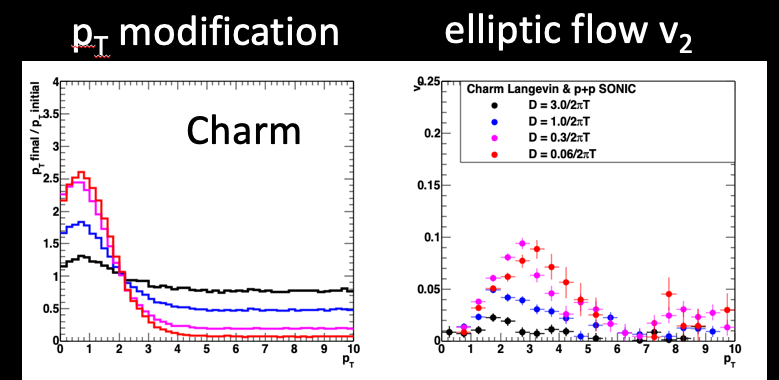 pT modification
elliptic flow v2
pT final / pT initial
4
3.5
3
2.5
2
1.5
1
0.5
0
Charm
0 1 2 3 4 5 6 7 8 9 10
pT
v2
0.25
0.2
0.15
0.1
0.05
0
Charm Langevin & p+p SONIC
D = 3.0/2πT
D = 1.0/2πT
D = 0.3/2πT
D = 0.06/2πT
0 1 2 3 4 5 6 7 8 9 10
pT